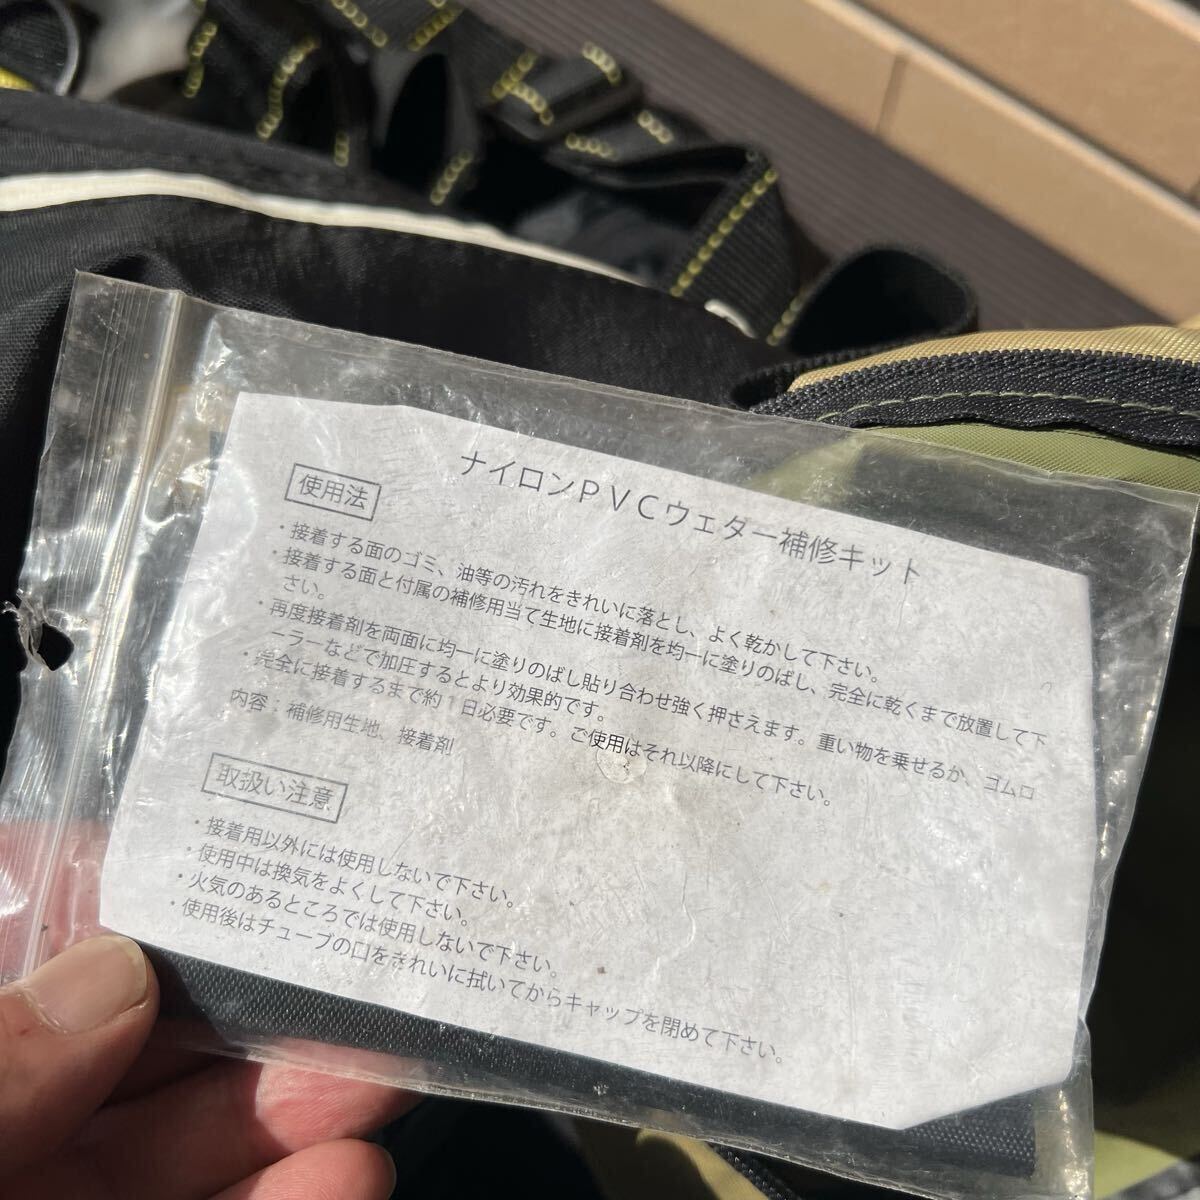 ナイロンＰＶＣウェダー補修キット
使用法
・接着する面のゴミ、油等の汚れをきれいに落とし、よく乾かして下さい。
・接着する面と付属の補修用当て生地に接着剤を均一に塗りのばし、完全に乾くまで放置して下
さい。
・再度接着剤を両面に均一に塗りのばし貼り合わせ強く押さえます。重い物を乗せるか、ゴムロ
ーラーなどで加圧するとより効果的です。
・完全に接着するまで約１日必要です。ご使用はそれ以降にして下さい。
内容：補修用生地、接着剤
取扱い注意
・接着用以外には使用しないで下さい。
・使用中は換気をよくして下さい。
・火気のあるところでは使用しないで下さい。
・使用後はチューブの口をきれいに拭いてからキャップを閉めて下さい。